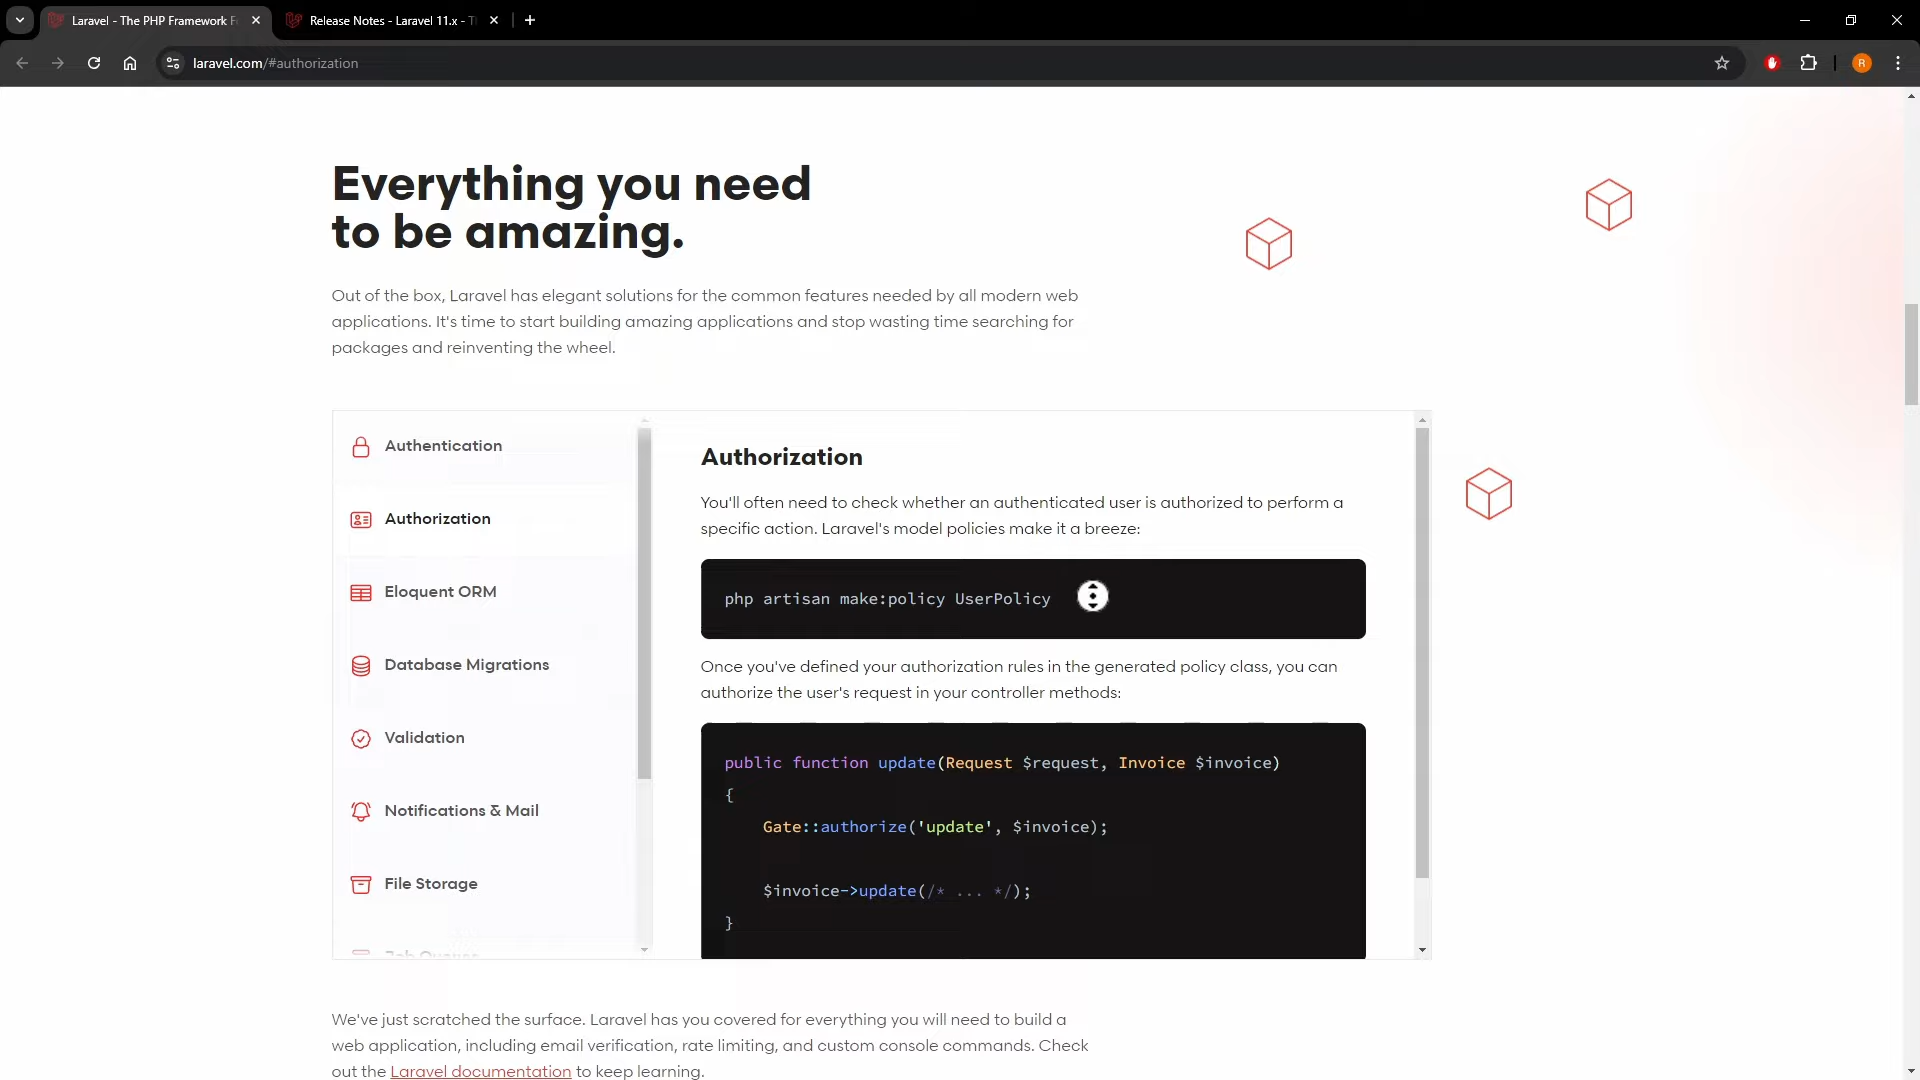 Laravel - The PHP Framework F
Release Notes - Laravel 11.x - T
laravel.com/#authorization
R
Everything you need
to be amazing.
Out of the box, Laravel has elegant solutions for the common features needed by all modern web
applications. It's time to start building amazing applications and stop wasting time searching for
packages and reinventing the wheel.
Authentication
Authorization
Eloquent ORM
Database Migrations
Validation
Notifications & Mail
File Storage
Job Queues
Authorization
You'll often need to check whether an authenticated user is authorized to perform a
specific action. Laravel's model policies make it a breeze:
php artisan make:policy UserPolicy
Once you've defined your authorization rules in the generated policy class, you can
authorize the user's request in your controller methods:
public function update(Request $request, Invoice $invoice)
{
Gate::authorize('update', $invoice);
$invoice->update(/* ... */);
}
We've just scratched the surface. Laravel has you covered for everything you will need to build a
web application, including email verification, rate limiting, and custom console commands. Check
out the Laravel documentation to keep learning.